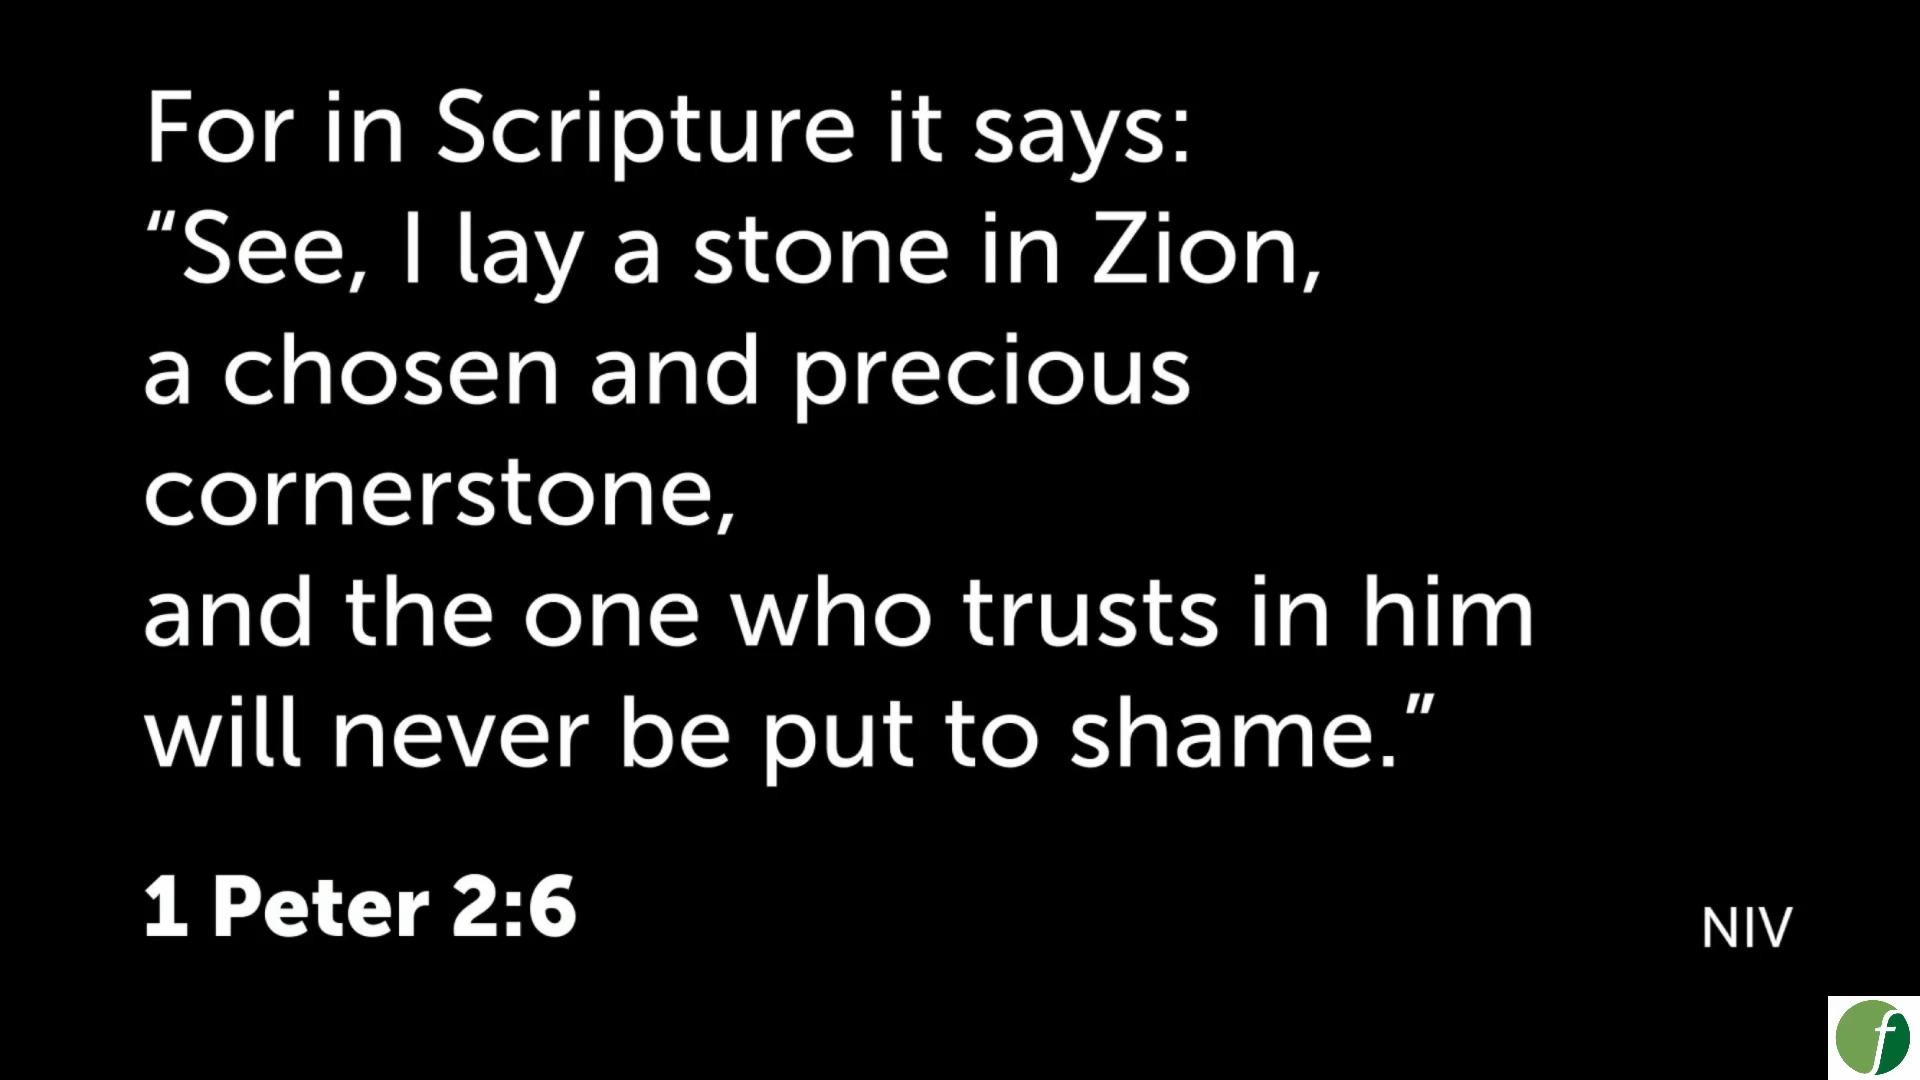 For in Scripture it says:
“See, I lay a stone in Zion,
a chosen and precious
cornerstone,
and the one who trusts in him
will never be put to shame.”
1 Peter 2:6
NIV
f